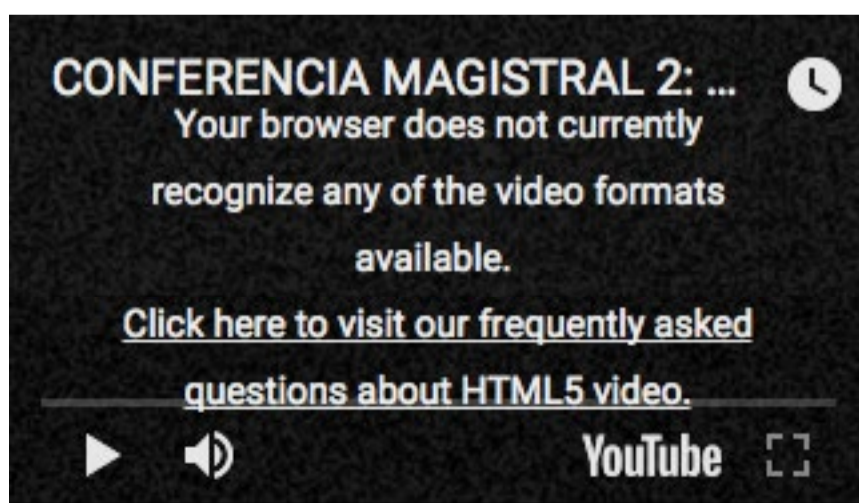 CONFERENCIA MAGISTRAL 2: ...
Your browser does not currently
recognize any of the video formats
available.
Click here to visit our frequently asked
questions about HTML5 video.
YouTube